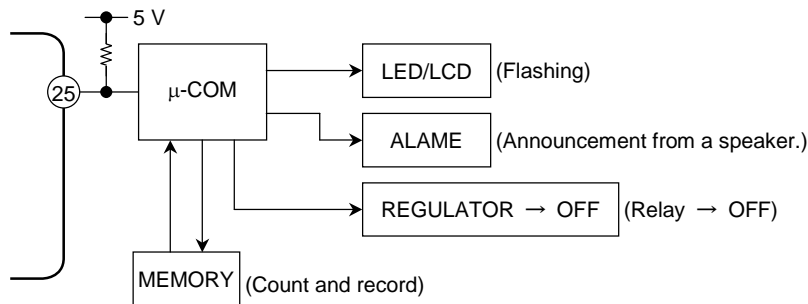 5 V
25
μ-COM
LED/LCD (Flashing)
ALAME (Announcement from a speaker.)
REGULATOR → OFF (Relay → OFF)
MEMORY (Count and record)